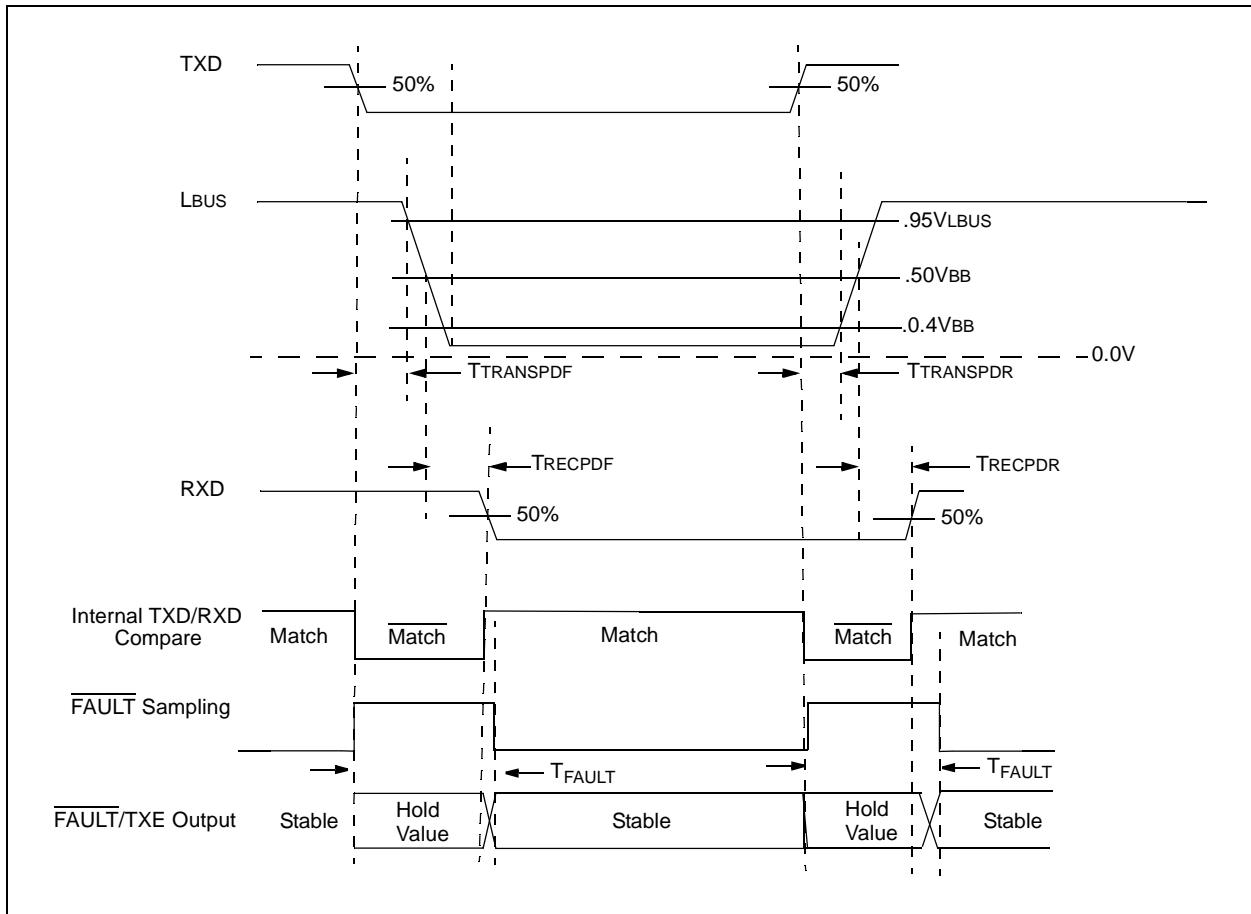 TXD
50%
50%
LBUS
.95VLBUS
.50VBB
.0.4VBB
0.0V
TTRANSPDF
TTRANSPDR
TRECPDF
TRECPDR
RXD
50%
50%
Internal TXD/RXD
Compare
Match
Match
Match
Match
Match
FAULT Sampling
TFAULT
TFAULT
FAULT/TXE Output
Stable
Hold
Value
Stable
Hold
Value
Stable